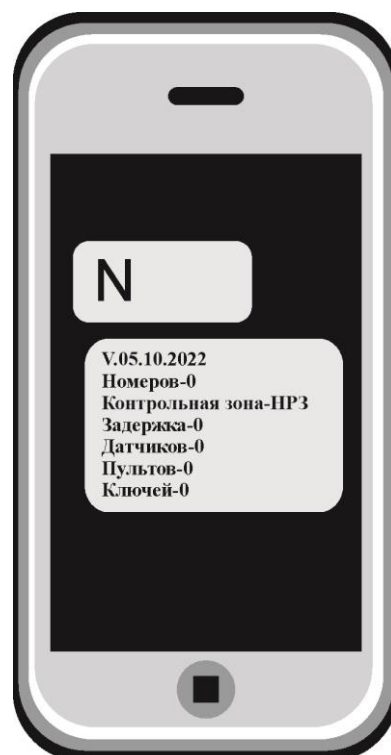 N
V.05.10.2022
Номеров-0
Контрольная зона-НРЗ
Задержка-0
Датчиков-0
Пультов-0
Ключей-0